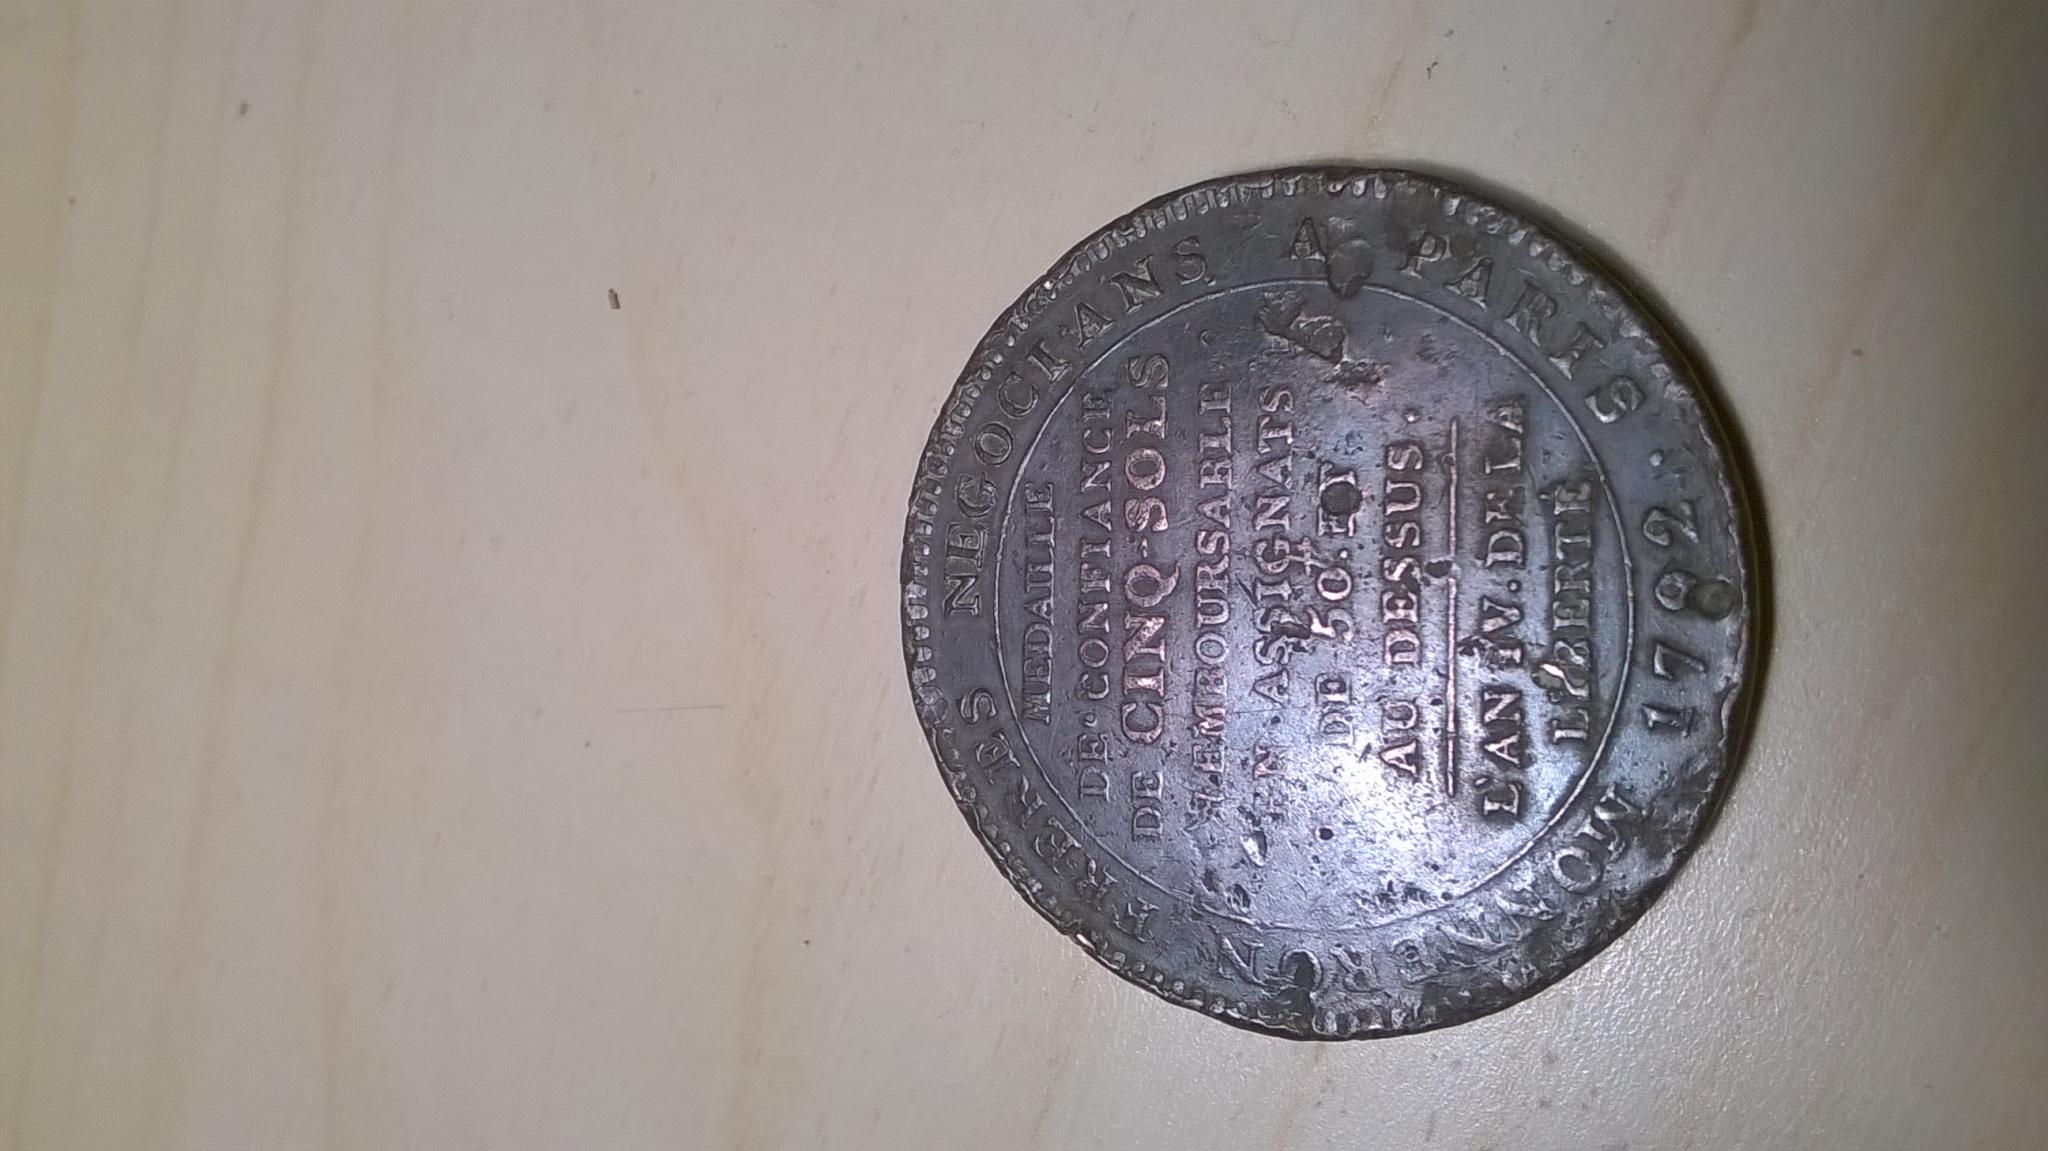 MONNERON FRERES NEGOCIANS A PARIS. 1792
MEDAILLE
DE CONFIANCE
DE CINQ-SOLS
REMBOURSABLE
EN ASSIGNATS
DE 50.₶ ET
AU DESSUS.
L'AN IV. DE LA
LIBERTÉ